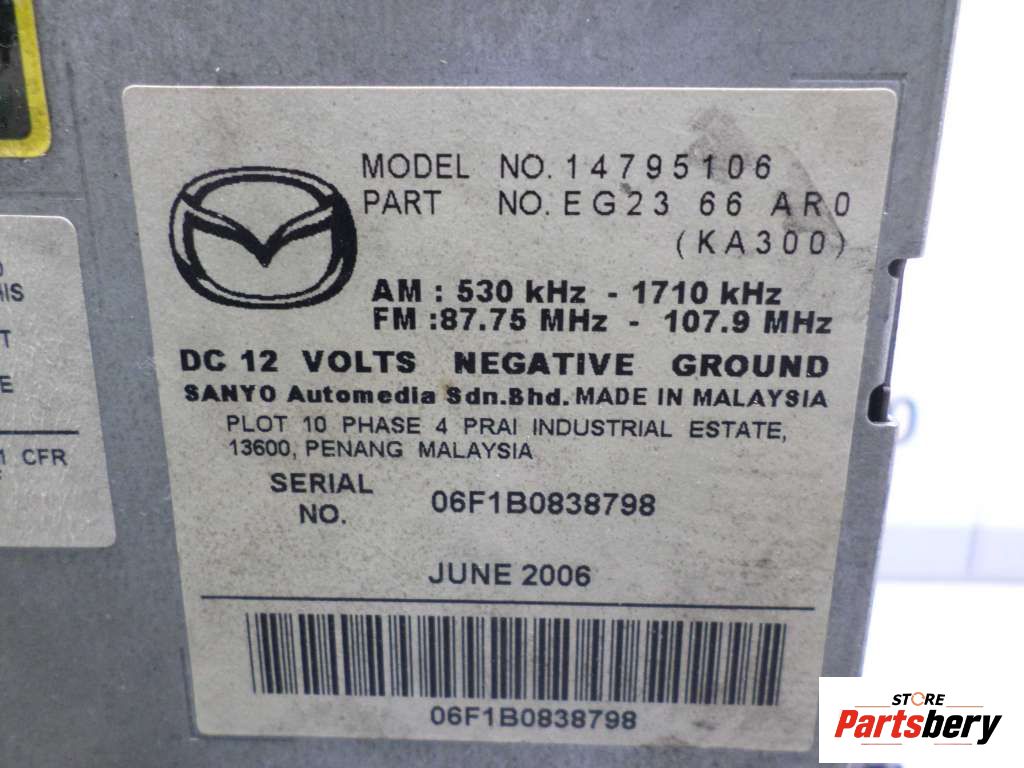 MODEL NO. 14795106
PART NO. EG23 66 AR0
(KA300)
AM : 530 kHz - 1710 kHz
FM :87.75 MHz - 107.9 MHz
DC 12 VOLTS NEGATIVE GROUND
SANYO Automedia Sdn.Bhd. MADE IN MALAYSIA
PLOT 10 PHASE 4 PRAI INDUSTRIAL ESTATE,
13600, PENANG MALAYSIA
SERIAL NO. 06F1B0838798
JUNE 2006
06F1B0838798
CFR
STORE
Partsbery